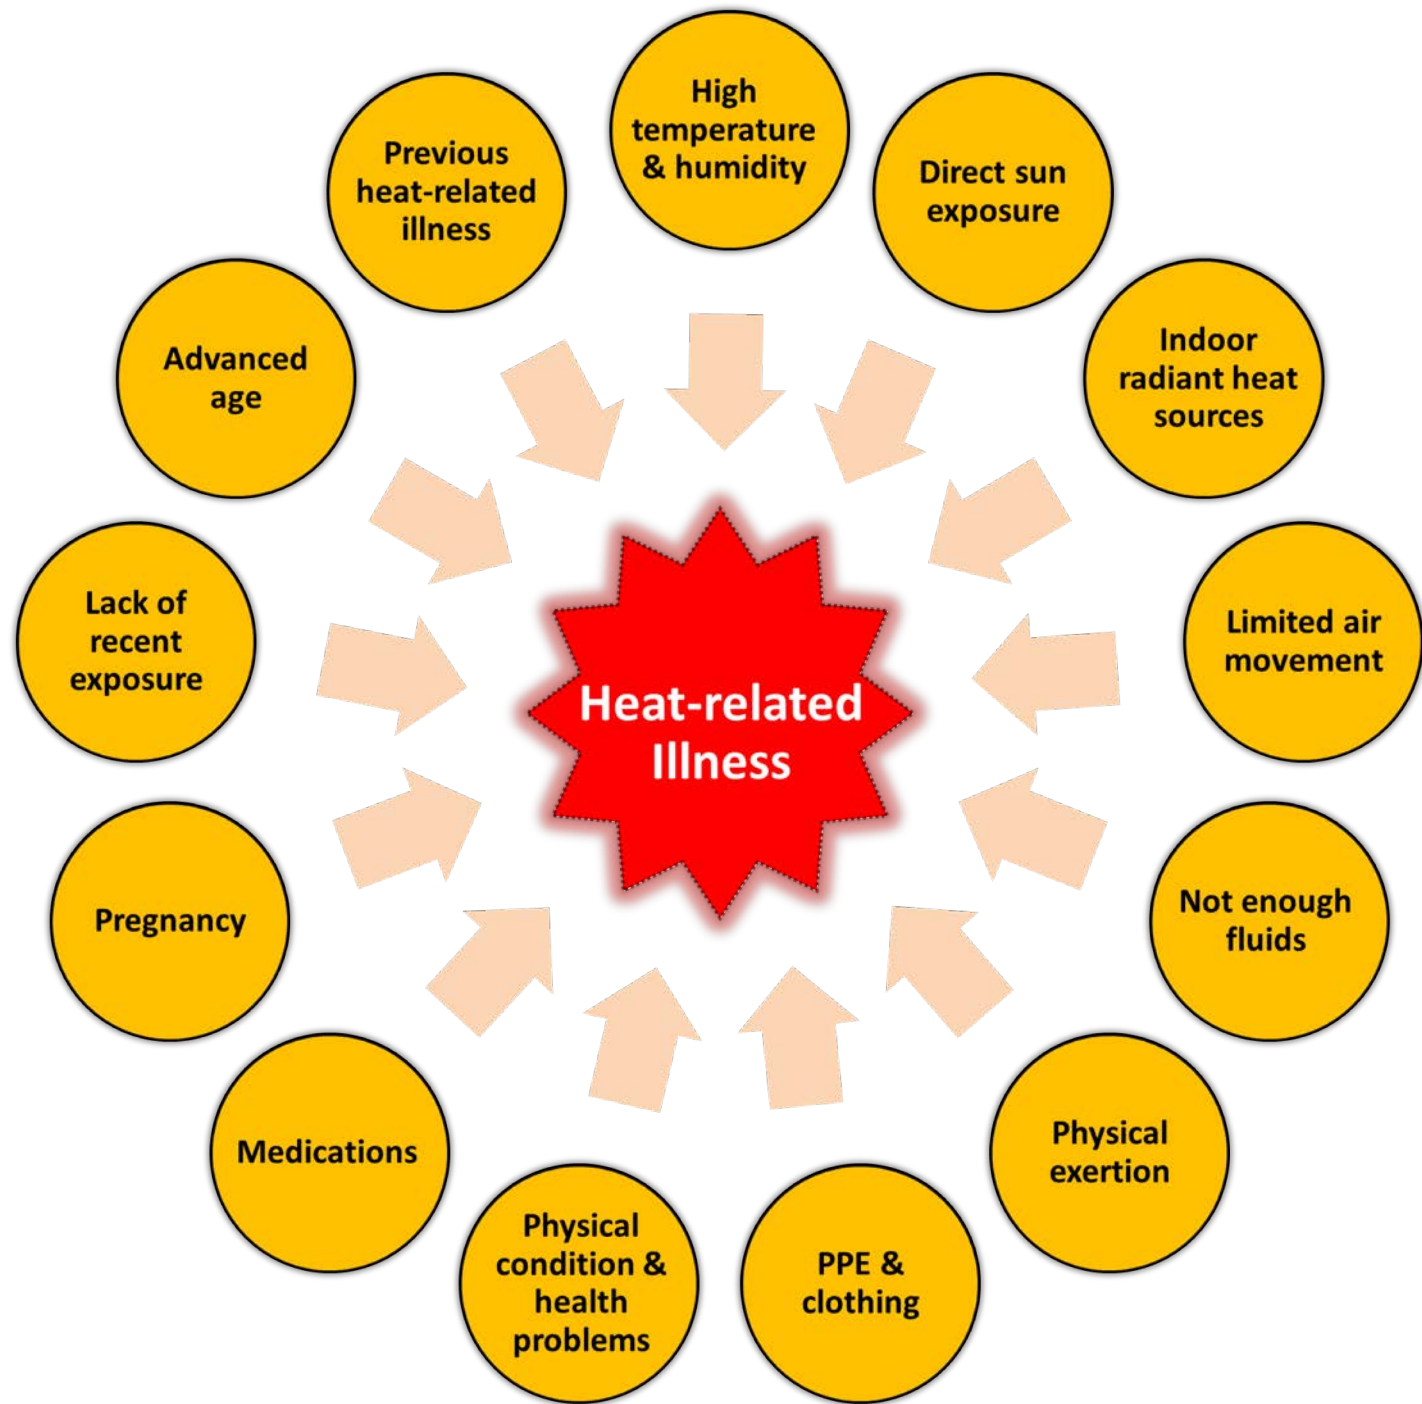 High
temperature
& humidity
Direct sun
exposure
Indoor
radiant heat
sources
Limited air
movement
Not enough
fluids
Physical
exertion
PPE &
clothing
Physical
condition &
health
problems
Medications
Pregnancy
Lack of
recent
exposure
Advanced
age
Previous
heat-related
illness
Heat-related
Illness